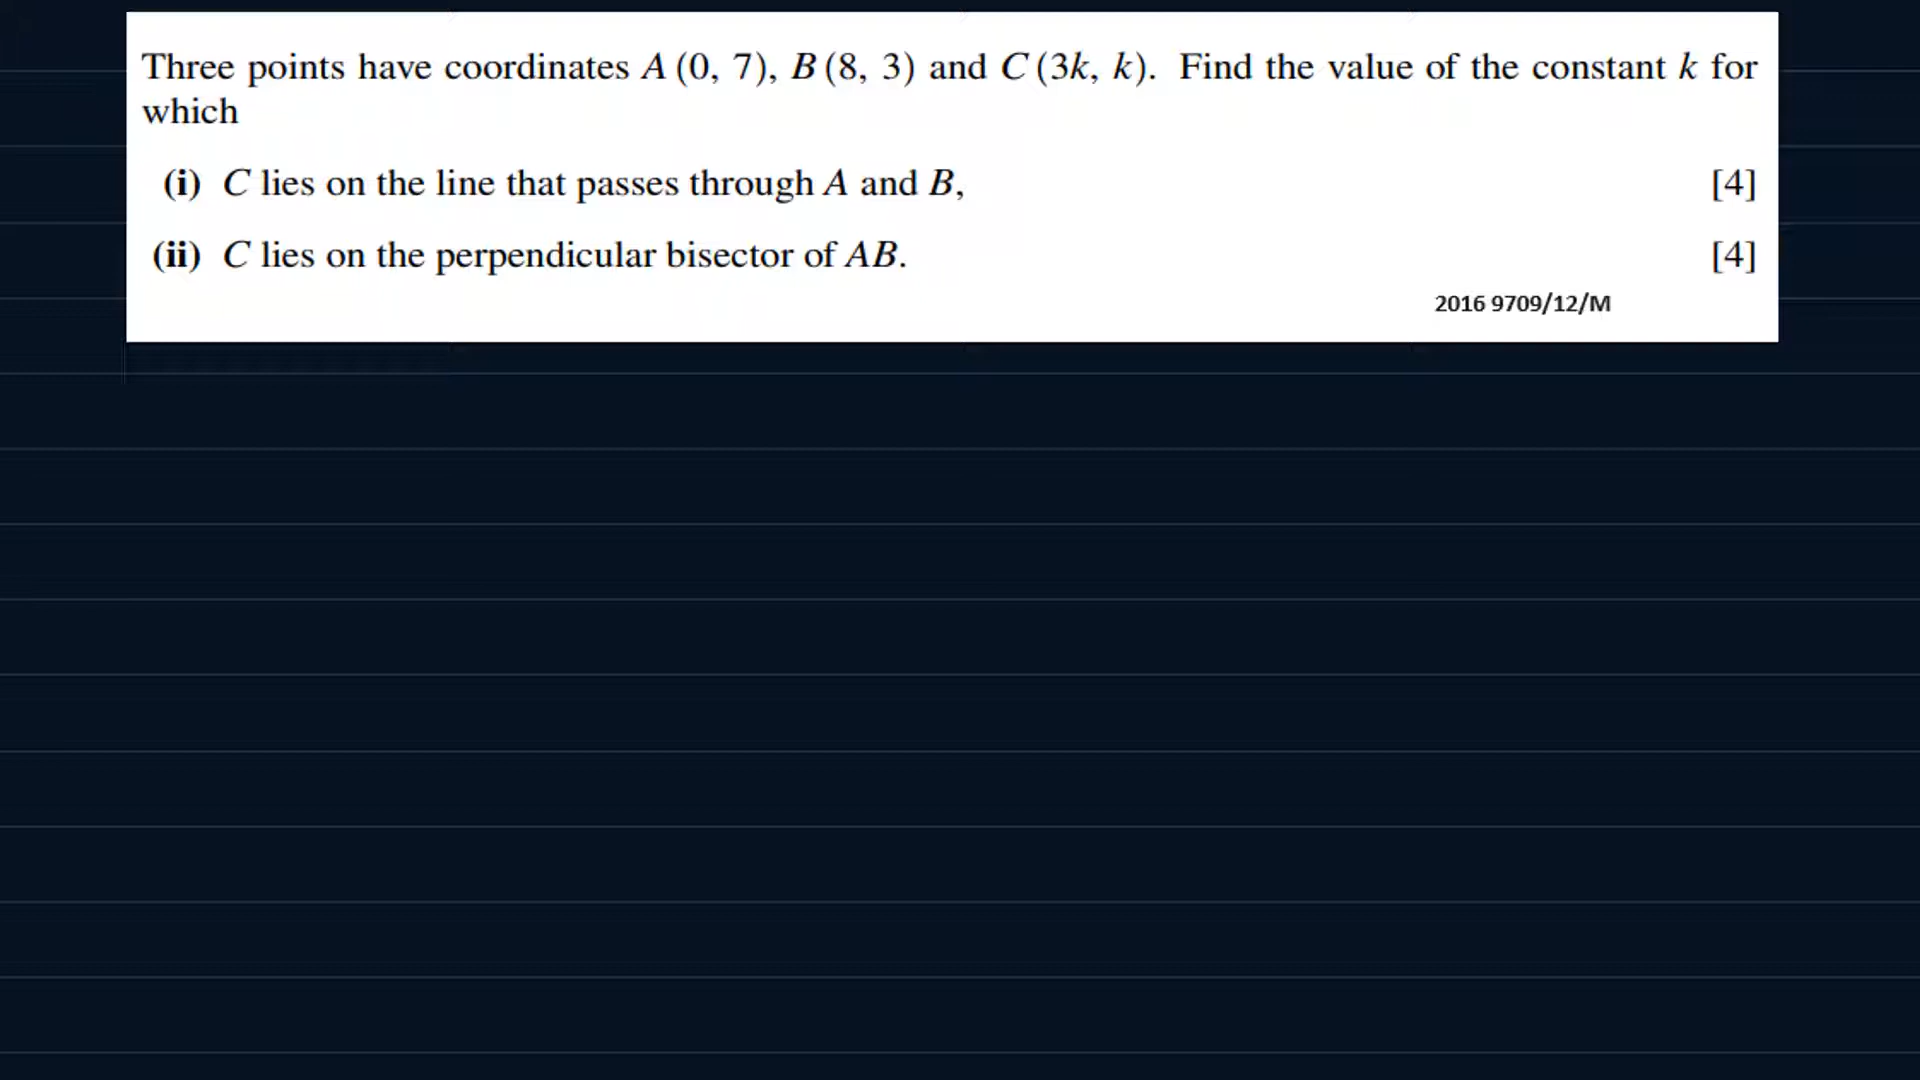 Three points have coordinates A (0, 7), B (8, 3) and C (3k, k). Find the value of the constant k for
which
(i) C lies on the line that passes through A and B, [4]
(ii) C lies on the perpendicular bisector of AB. [4]
2016 9709/12/M